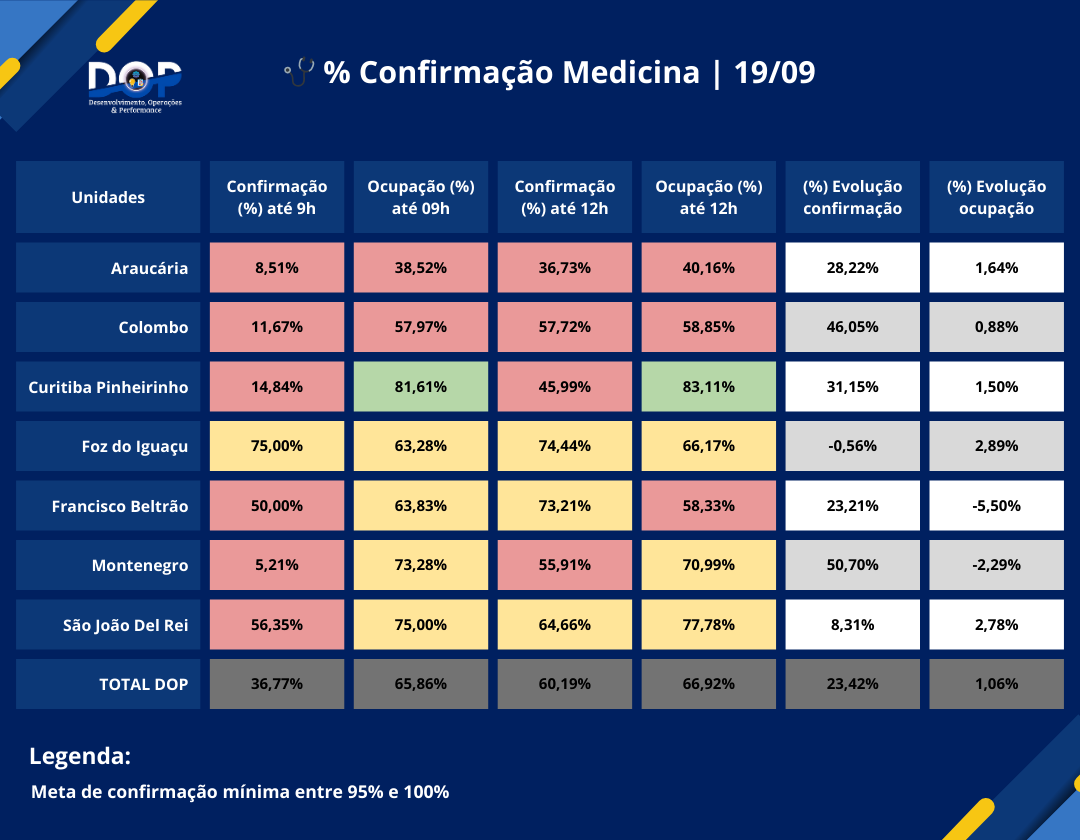 DOP
Desenvolvimento, Operações
& Performance
% Confirmação Medicina | 19/09
Unidades
Confirmação
(%) até 9h
Ocupação (%)
até 09h
Confirmação
(%) até 12h
Ocupação (%)
até 12h
(%) Evolução
confirmação
(%) Evolução
ocupação
Araucária 8,51% 38,52% 36,73% 40,16% 28,22% 1,64%
Colombo 11,67% 57,97% 57,72% 58,85% 46,05% 0,88%
Curitiba Pinheirinho 14,84% 81,61% 45,99% 83,11% 31,15% 1,50%
Foz do Iguaçu 75,00% 63,28% 74,44% 66,17% -0,56% 2,89%
Francisco Beltrão 50,00% 63,83% 73,21% 58,33% 23,21% -5,50%
Montenegro 5,21% 73,28% 55,91% 70,99% 50,70% -2,29%
São João Del Rei 56,35% 75,00% 64,66% 77,78% 8,31% 2,78%
TOTAL DOP 36,77% 65,86% 60,19% 66,92% 23,42% 1,06%
Legenda:
Meta de confirmação mínima entre 95% e 100%